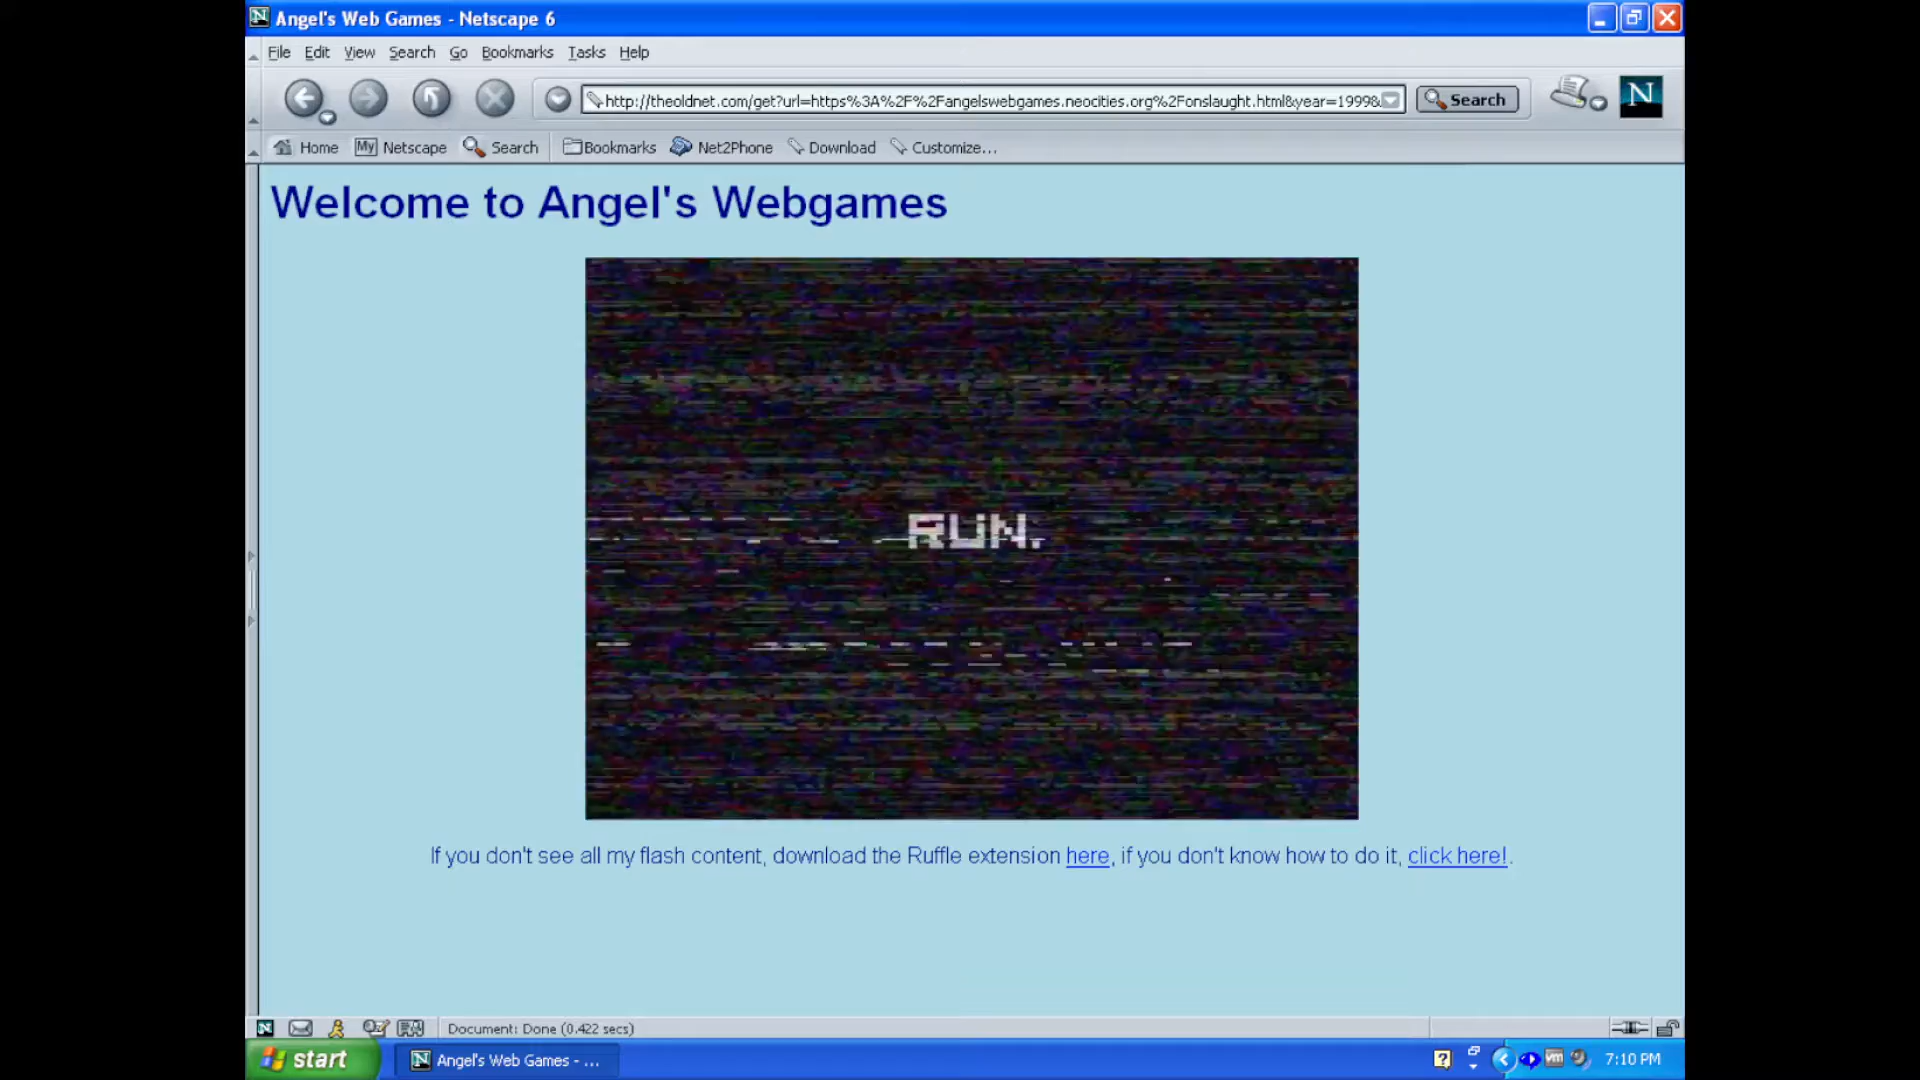 Angel's Web Games - Netscape 6
File Edit View Search Go Bookmarks Tasks Help
http://theoldnet.com/get?url=https%3A%2F%2Fangelswebgames.neocities.org%2Fonslaught.html&year=1999& Search N
Home My Netscape Search Bookmarks Net2Phone Download Customize...
Welcome to Angel's Webgames
RUN.
If you don't see all my flash content, download the Ruffle extension here, if you don't know how to do it, click here!.
Document: Done (0.422 secs)
start Angel's Web Games - ... 7:10 PM